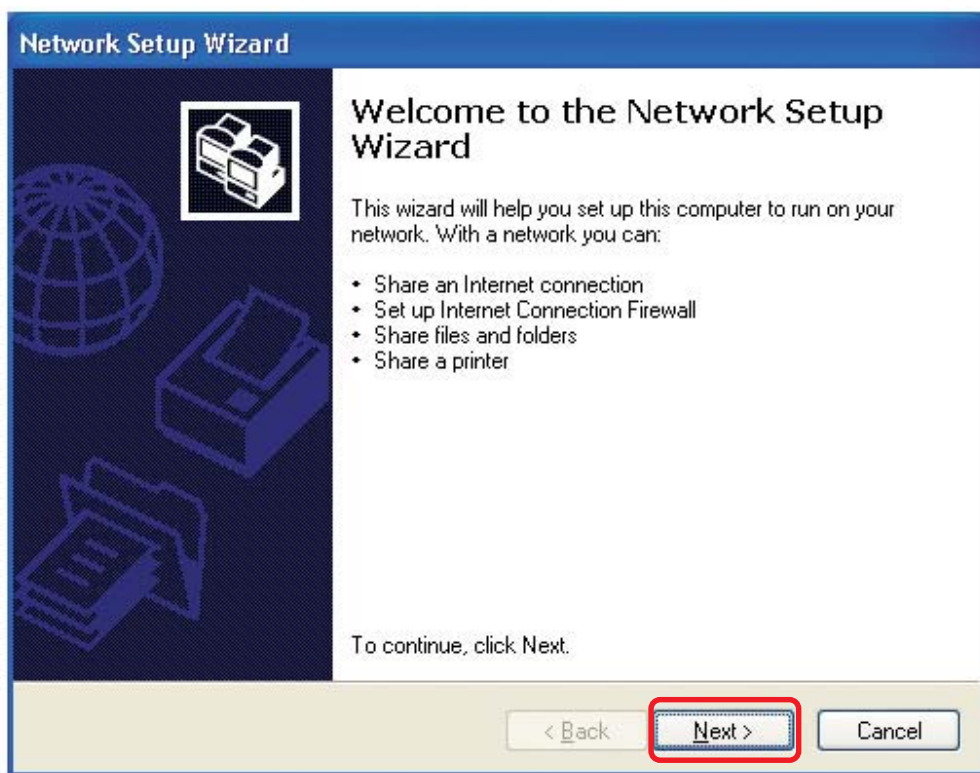 Network Setup Wizard
Welcome to the Network Setup
Wizard
This wizard will help you set up this computer to run on your
network. With a network you can:
• Share an Internet connection
• Set up Internet Connection Firewall
• Share files and folders
• Share a printer
To continue, click Next.
< Back
Next >
Cancel